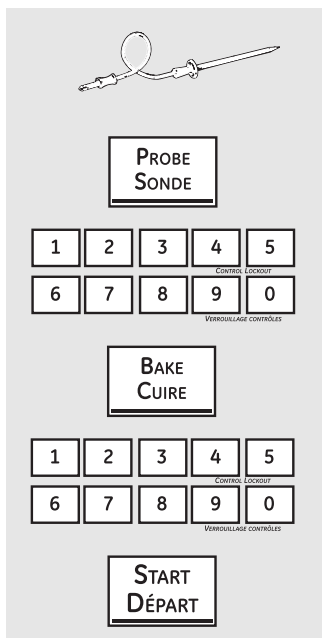 PROBE
SONDE
1 2 3 4 5
CONTROL LOCKOUT
6 7 8 9 0
VERROUILLAGE CONTRÔLES
BAKE
CUIRE
1 2 3 4 5
CONTROL LOCKOUT
6 7 8 9 0
VERROUILLAGE CONTRÔLES
START
DÉPART